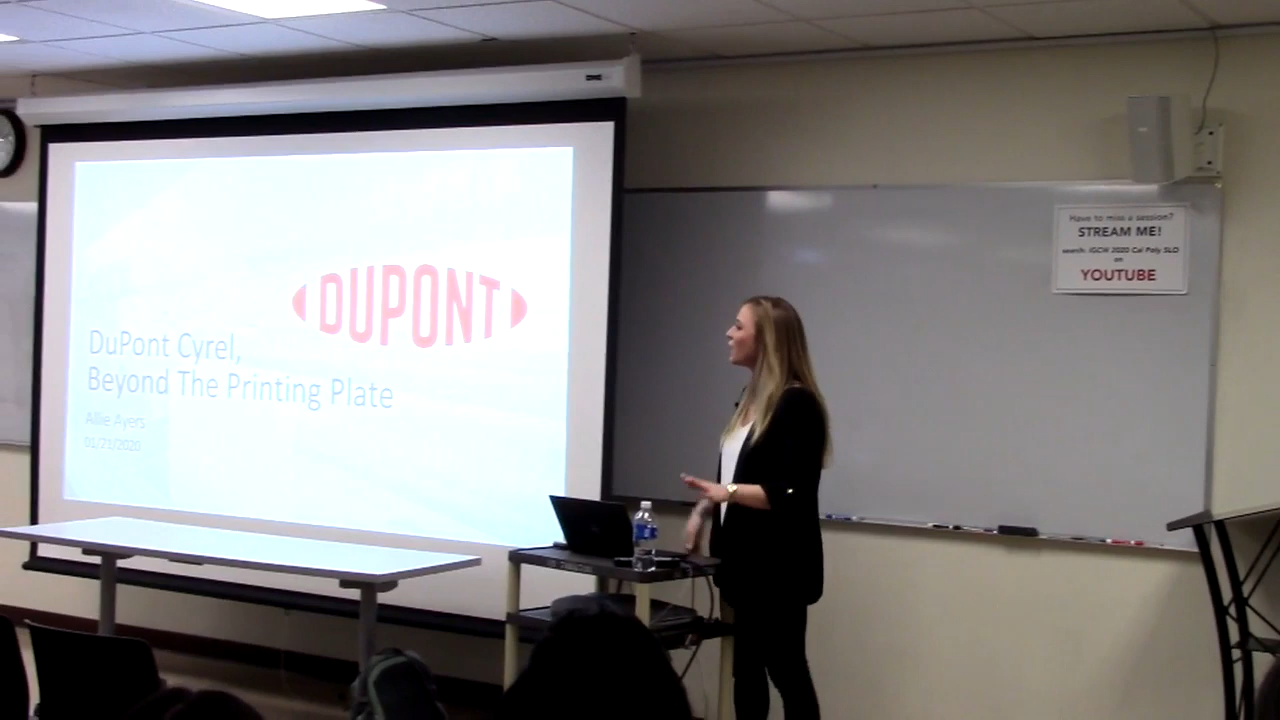 DUPONT
DuPont Cyrel,
Beyond The Printing Plate
Allie Ayers
01/21/2020
Have to miss a session?
STREAM ME!
search: IGCW 2020 Cal Poly SLO
on
YOUTUBE